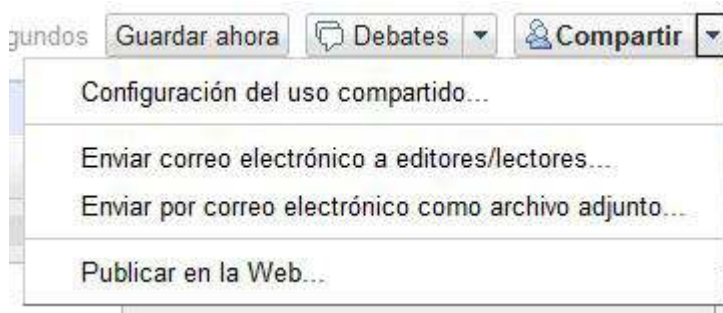 gundos Guardar ahora Debates Compartir
Configuración del uso compartido...
Enviar correo electrónico a editores/lectores...
Enviar por correo electrónico como archivo adjunto...
Publicar en la Web...